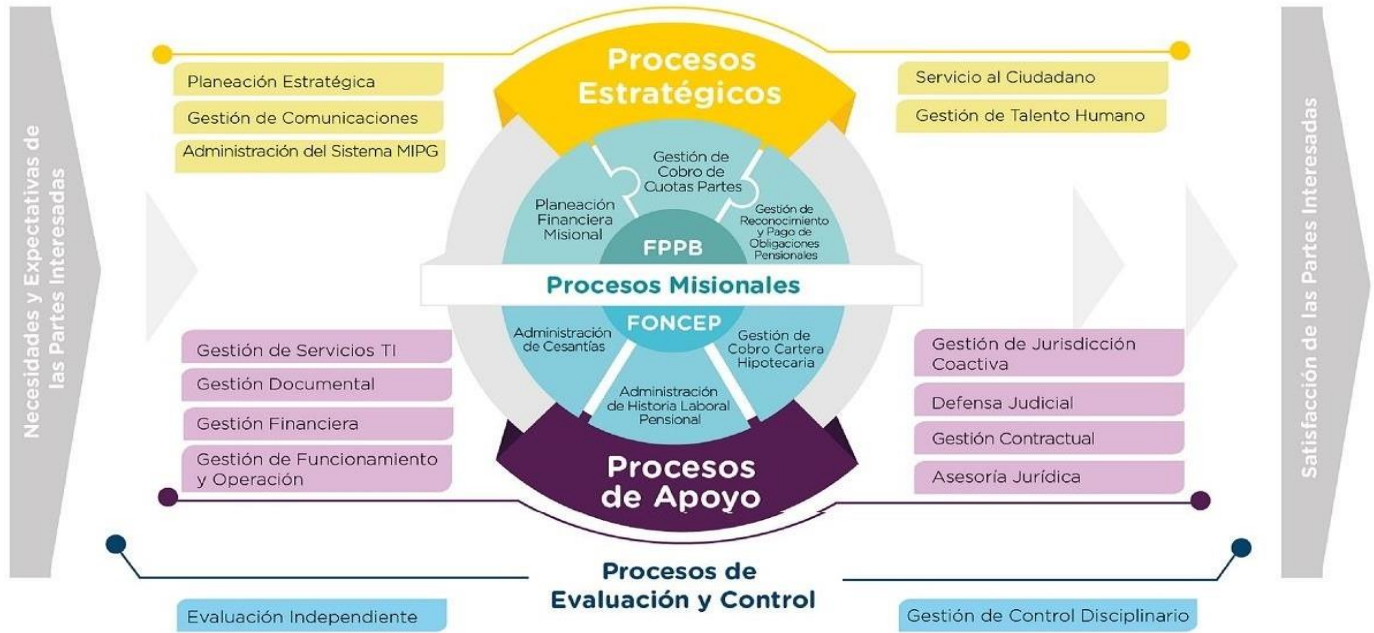 Necesidades y Expectativas de
las Partes Interesadas
Procesos
Estratégicos
Planeación Estratégica
Gestión de Comunicaciones
Administración del Sistema MIPG
Servicio al Ciudadano
Gestión de Talento Humano
Planeación
Financiera
Misional
Gestión de
Cobro de
Cuotas Partes
Gestión de
Reconocimiento
y Pago de
Obligaciones
Pensionales
FPPB
Procesos Misionales
FONCEP
Administración
de Cesantías
Administración
de Historia Laboral
Pensional
Gestión de
Cobro Cartera
Hipotecaria
Gestión de Servicios TI
Gestión Documental
Gestión Financiera
Gestión de Funcionamiento
y Operación
Procesos
de Apoyo
Gestión de Jurisdicción
Coactiva
Defensa Judicial
Gestión Contractual
Asesoría Jurídica
Procesos de
Evaluación y Control
Evaluación Independiente
Gestión de Control Disciplinario
Satisfacción de las Partes Interesadas